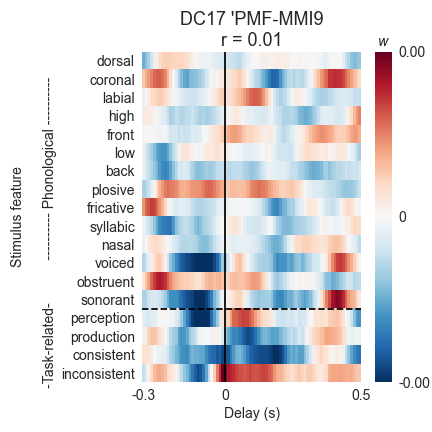 DC17 'PMF-MMI9
r = 0.01
w
Stimulus feature
-Task-related-
---------- Phonological ----------
dorsal
coronal
labial
high
front
low
back
plosive
fricative
syllabic
nasal
voiced
obstruent
sonorant
perception
production
consistent
inconsistent
-0.3
0
0.5
Delay (s)
0.00
0
-0.00